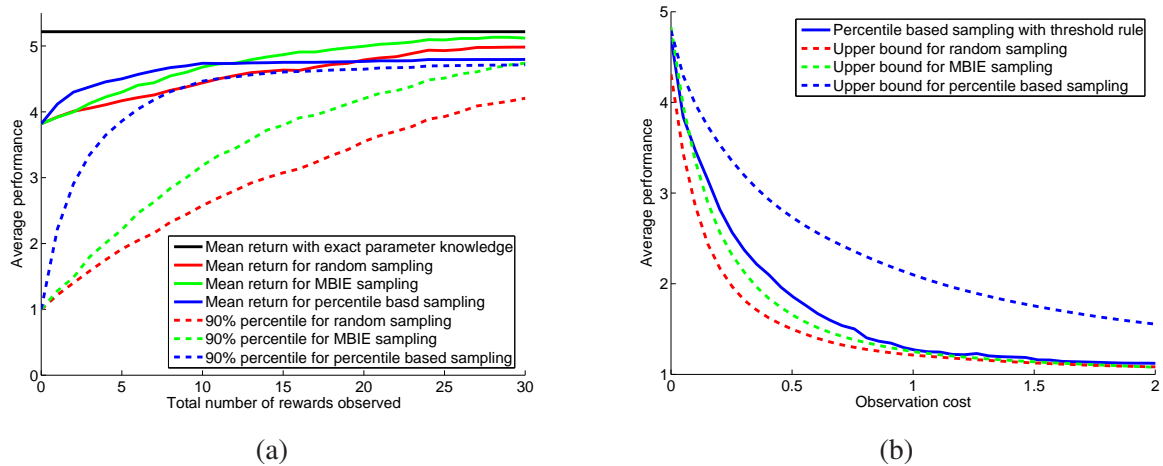 5
4
3
2
1
0
0
5
10
15
20
25
30
Average performance
Total number of rewards observed
Mean return with exact parameter knowledge
Mean return for random sampling
Mean return for MBIE sampling
Mean return for percentile basd sampling
90% percentile for random sampling
90% percentile for MBIE sampling
90% percentile for percentile based sampling
(a)
5
4
3
2
1
0
0.5
1
1.5
2
Average performance
Observation cost
Percentile based sampling with threshold rule
Upper bound for random sampling
Upper bound for MBIE sampling
Upper bound for percentile based sampling
(b)